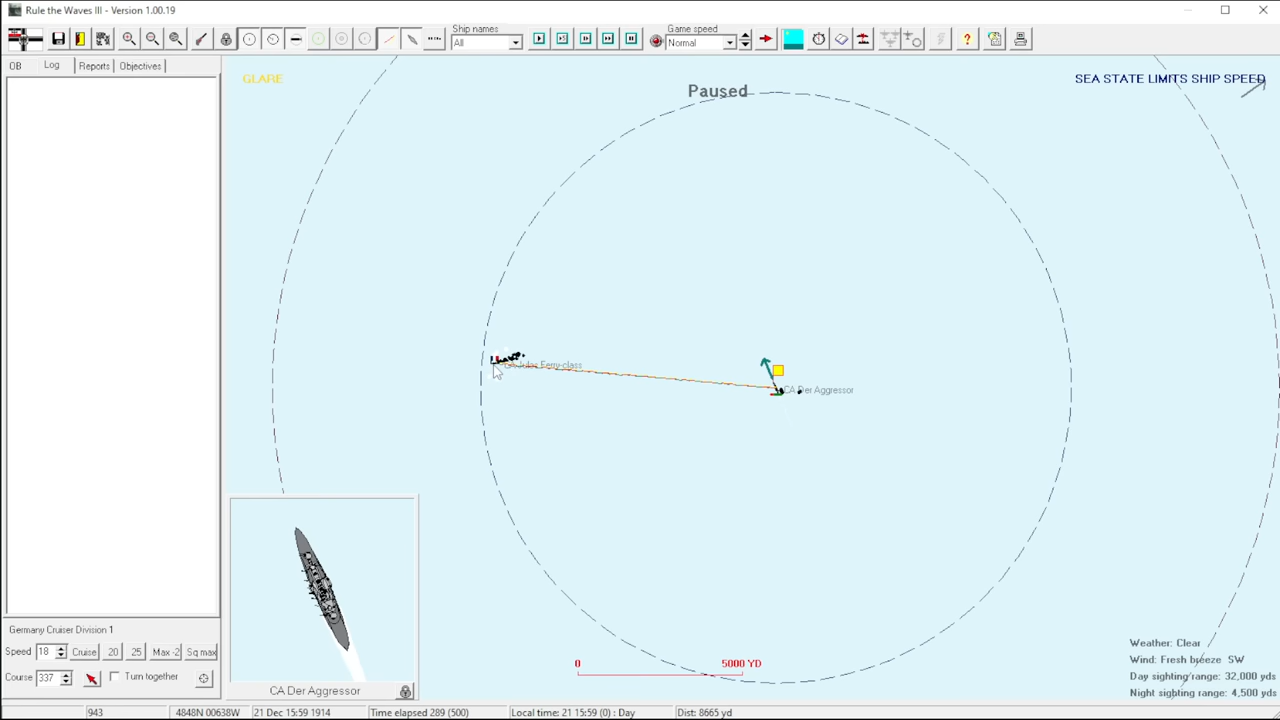 Rule the Waves III - Version 1.00.19
Ship names
All
Game speed
Normal
OB Log Reports Objectives
GLARE
Paused
SEA STATE LIMITS SHIP SPEED
CA Jules Ferry-class
CA Der Aggressor
CA Der Aggressor
0 5000 YD
Germany Cruiser Division 1
Speed 18 Cruise 20 25 Max -2 Sq max
Course 337 Turn together
Weather: Clear
Wind: Fresh breeze SW
Day sighting range: 32,000 yds
Night sighting range: 4,500 yds
943 4848N 00638W 21 Dec 15:59 1914 Time elapsed 289 (500) Local time: 21 15:59 (0) : Day Dist: 8665 yd